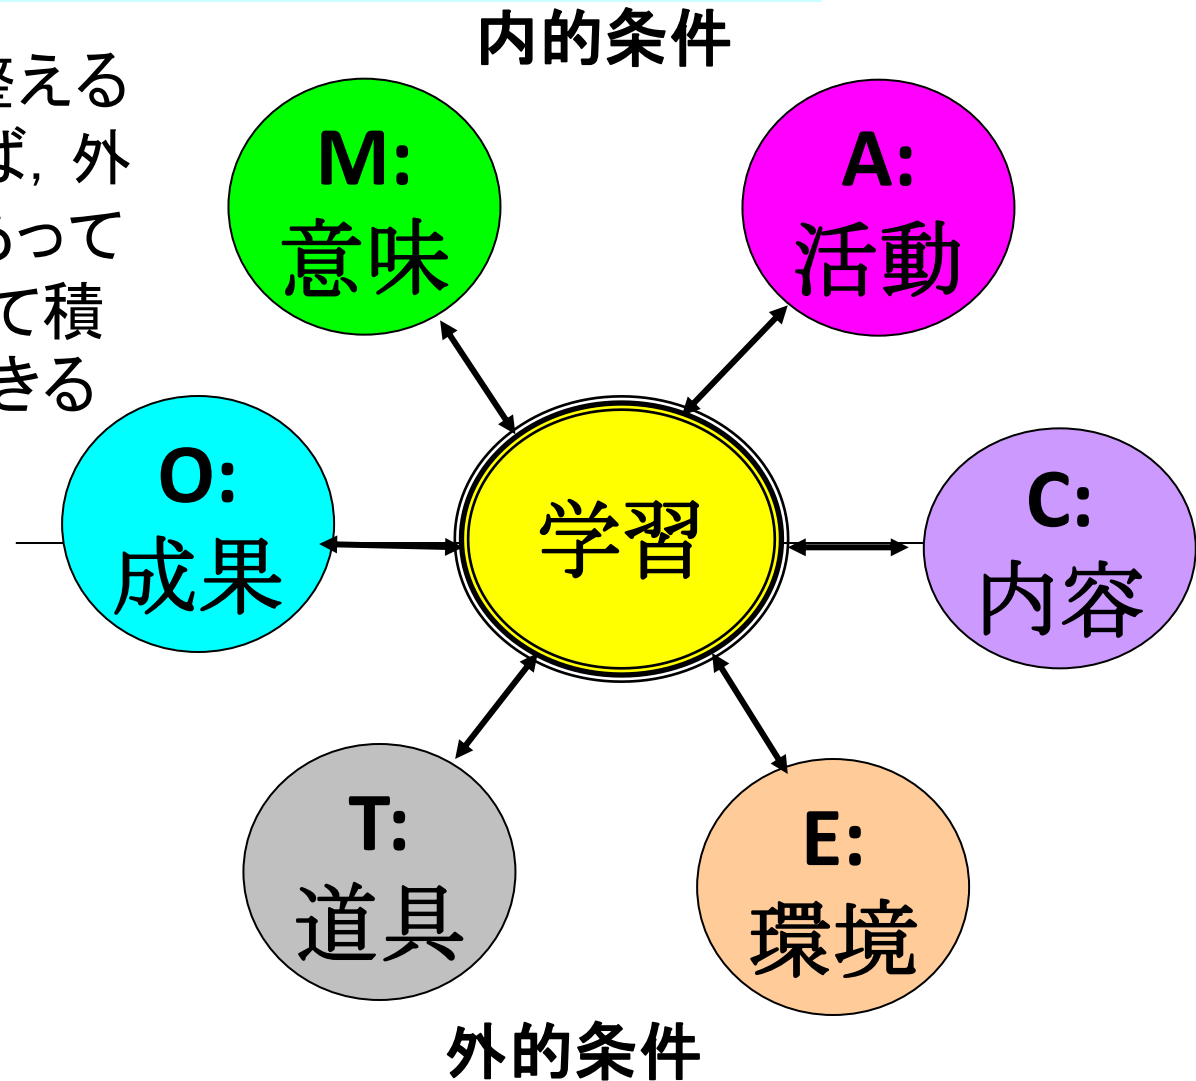 内的条件
整える
ば，外
あって
て積
きる
M:
意味
A:
活動
O:
成果
学習
C:
内容
T:
道具
E:
環境
外的条件